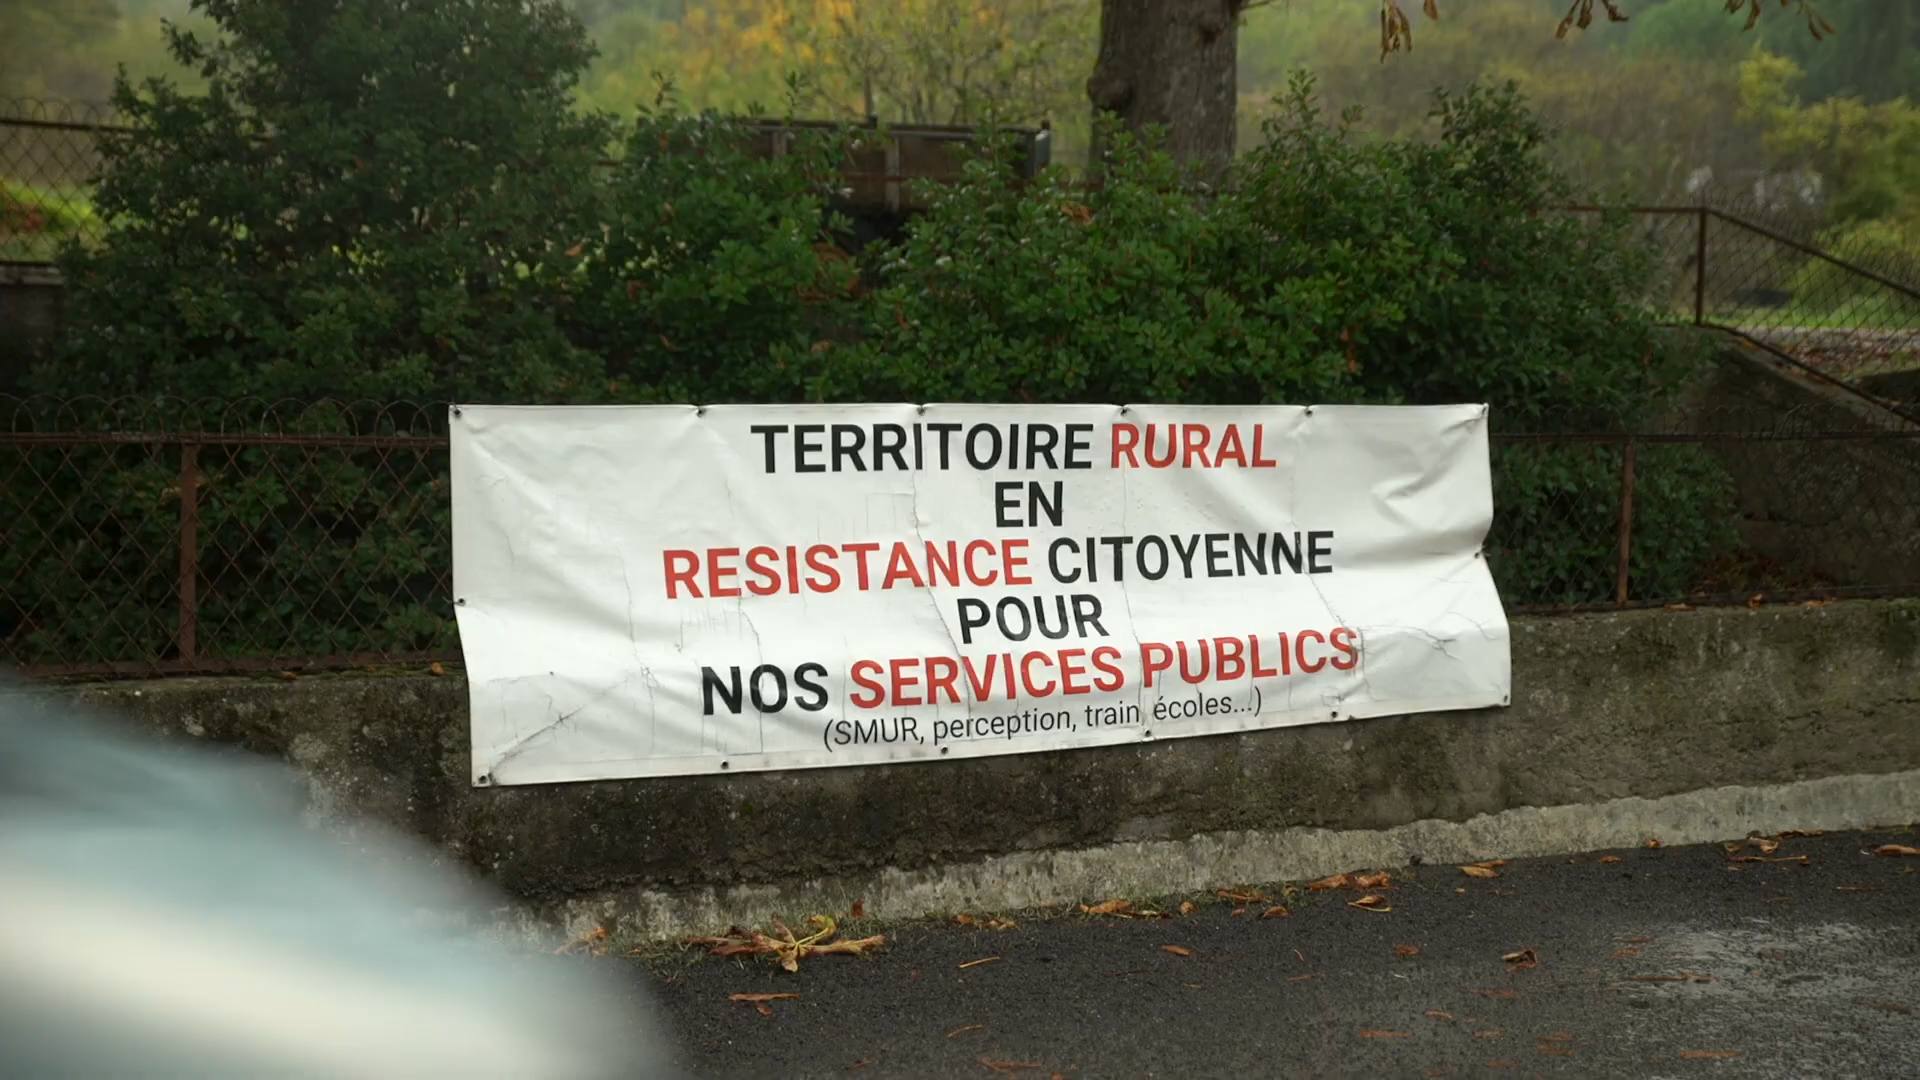 TERRITOIRE RURAL
EN
RESISTANCE CITOYENNE
POUR
NOS SERVICES PUBLICS
(SMUR, perception, train, écoles...)